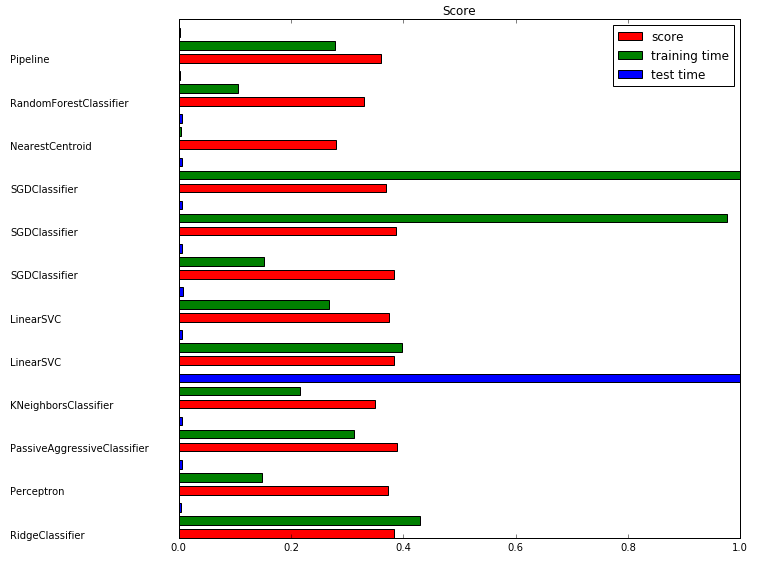 Score
score
training time
test time
Pipeline
RandomForestClassifier
NearestCentroid
SGDClassifier
SGDClassifier
SGDClassifier
LinearSVC
LinearSVC
KNeighborsClassifier
PassiveAggressiveClassifier
Perceptron
RidgeClassifier
0.0 0.2 0.4 0.6 0.8 1.0